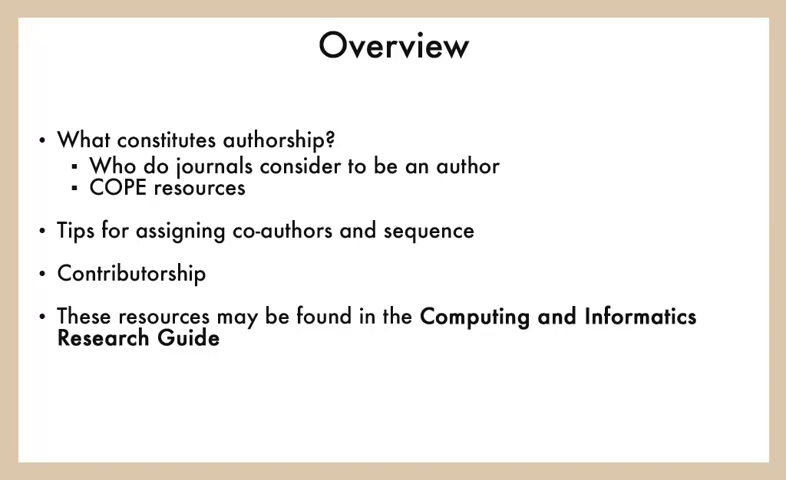 Overview
• What constitutes authorship?
▪ Who do journals consider to be an author
▪ COPE resources
• Tips for assigning co-authors and sequence
• Contributorship
• These resources may be found in the Computing and Informatics
Research Guide